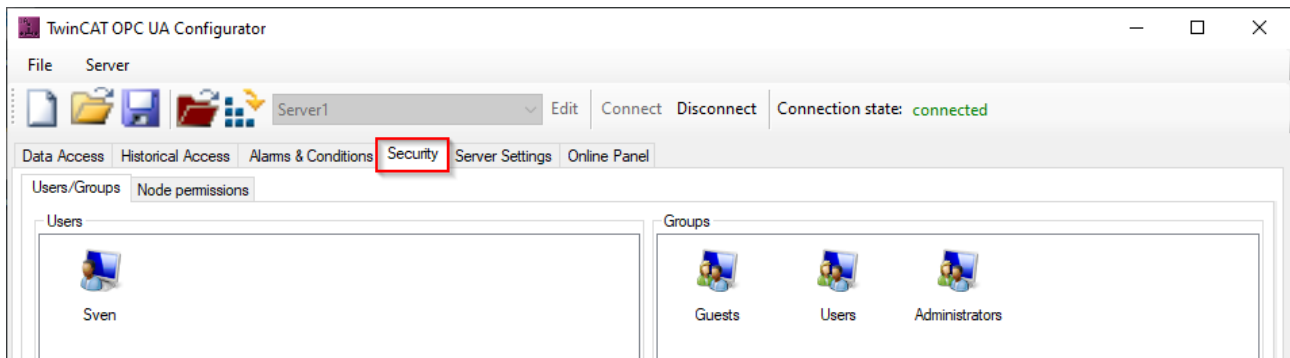 TwinCAT OPC UA Configurator
File Server
Server1 Edit Connect Disconnect Connection state: connected
Data Access Historical Access Alarms & Conditions Security Server Settings Online Panel
Users/Groups Node permissions
Users Groups
Sven Guests Users Administrators